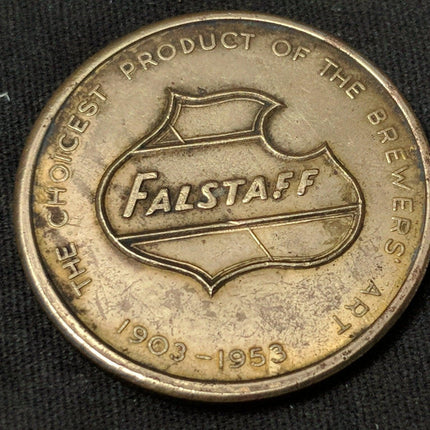 THE CHOICEST PRODUCT OF THE BREWERS ART
FALSTAFF
1903-1953